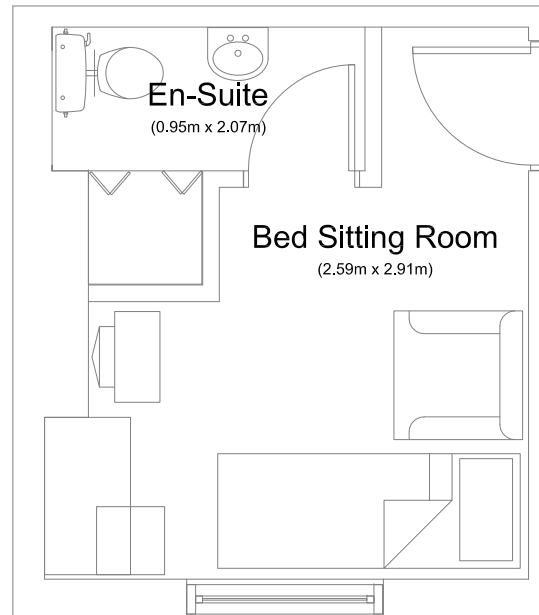 En-Suite
(0.95m x 2.07m)
Bed Sitting Room
(2.59m x 2.91m)